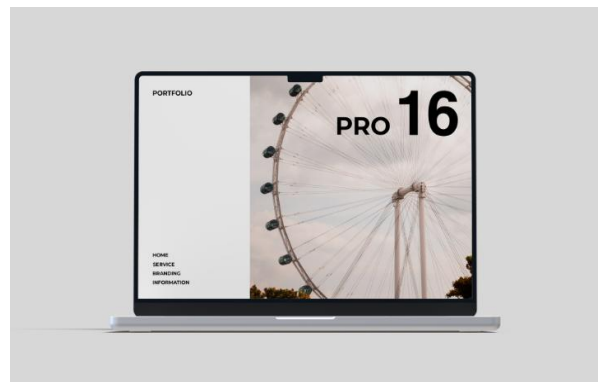 PORTFOLIO
PRO 16
HOME
SERVICE
BRANDING
INFORMATION